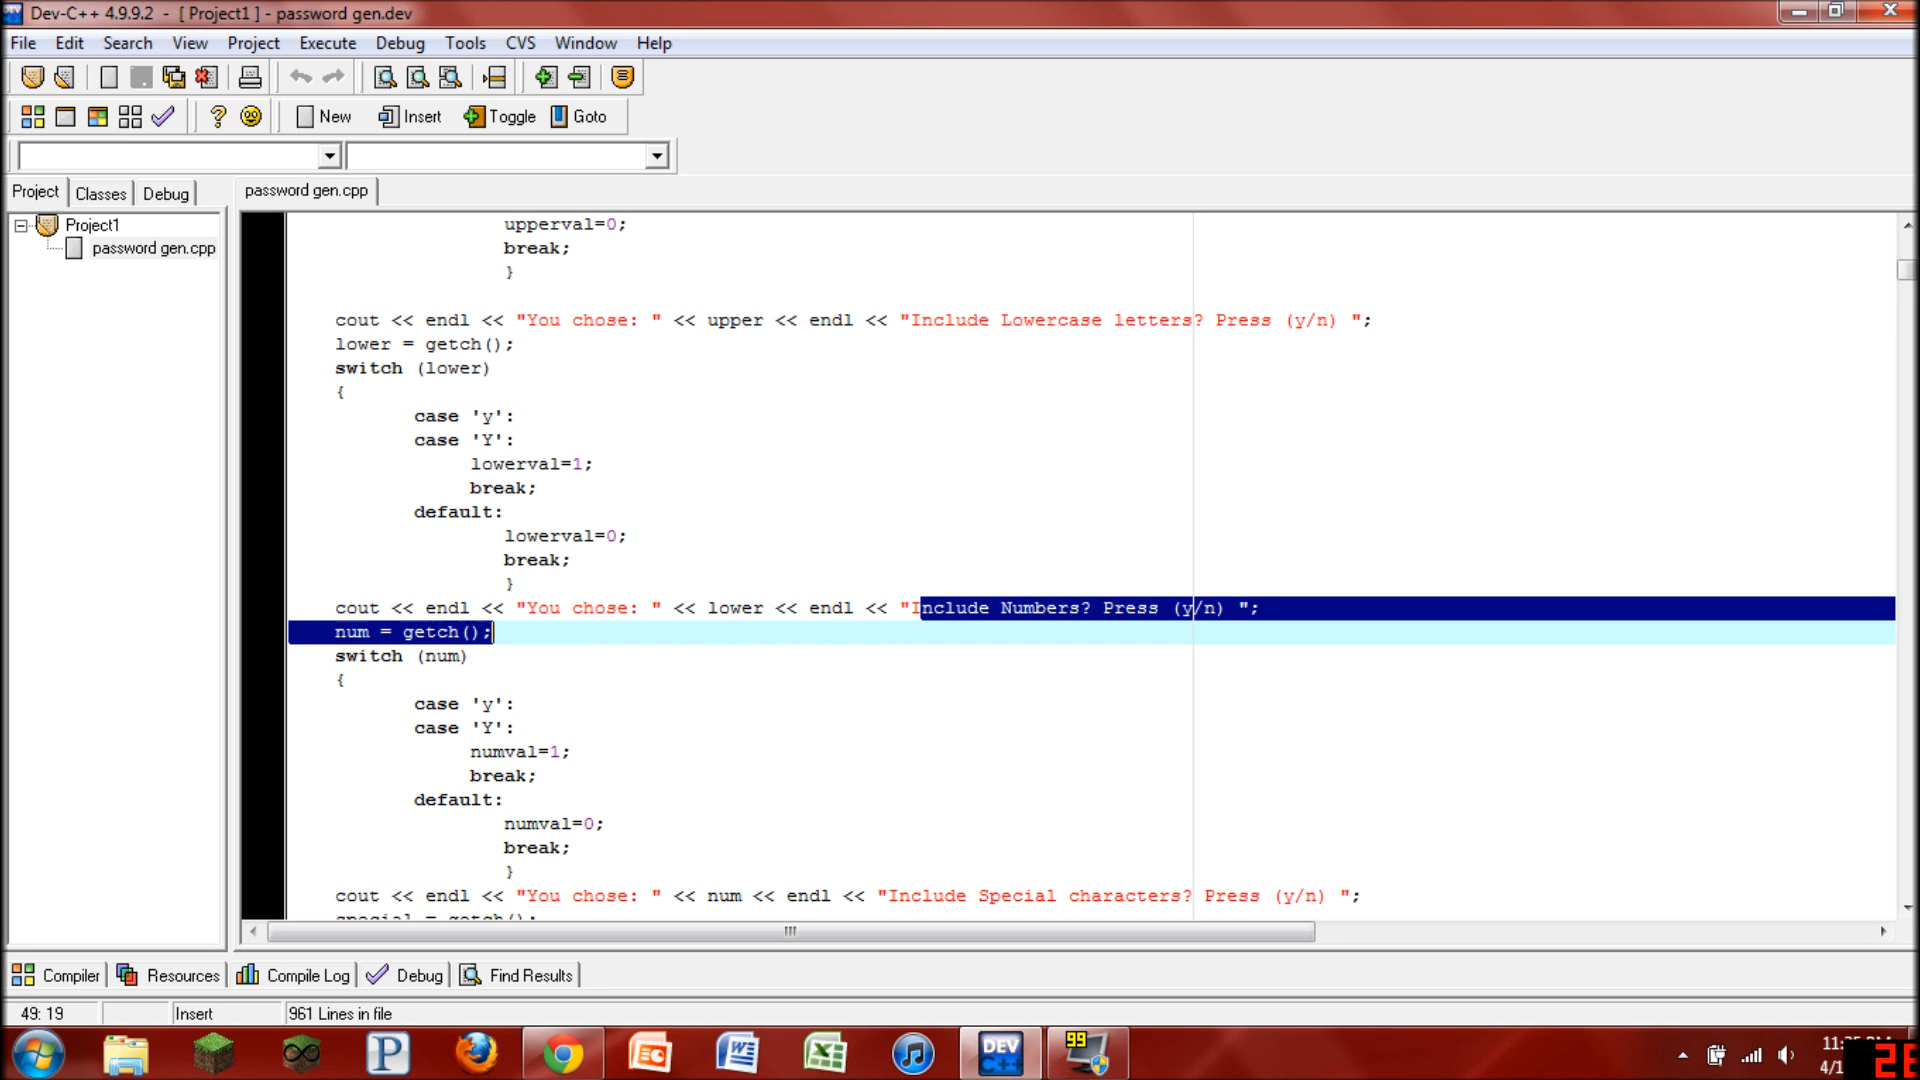 Dev-C++ 4.9.9.2 - [ Project1 ] - password gen.dev
File Edit Search View Project Execute Debug Tools CVS Window Help
New Insert Toggle Goto
Project Classes Debug
password gen.cpp
Project1
password gen.cpp
upperval=0;
break;
}
cout << endl << "You chose: " << upper << endl << "Include Lowercase letters? Press (y/n) ";
lower = getch();
switch (lower)
{
case 'y':
case 'Y':
lowerval=1;
break;
default:
lowerval=0;
break;
}
cout << endl << "You chose: " << lower << endl << "Include Numbers? Press (y/n) ";
num = getch();
switch (num)
{
case 'y':
case 'Y':
numval=1;
break;
default:
numval=0;
break;
}
cout << endl << "You chose: " << num << endl << "Include Special characters? Press (y/n) ";
special = getch();
Compiler Resources Compile Log Debug Find Results
49: 19 Insert 961 Lines in file
DEV C++
99